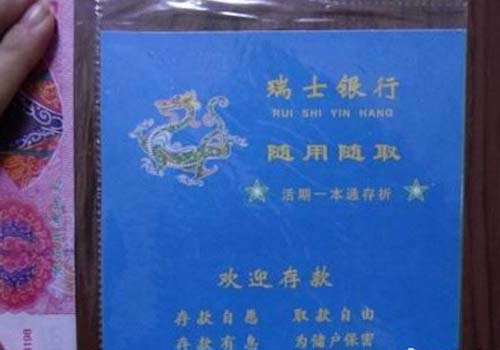 瑞士银行
RUI SHI YIN HANG
随用随取
活期一本通存折
欢迎存款
存款自愿 取款自由
存款有息 为储户保密